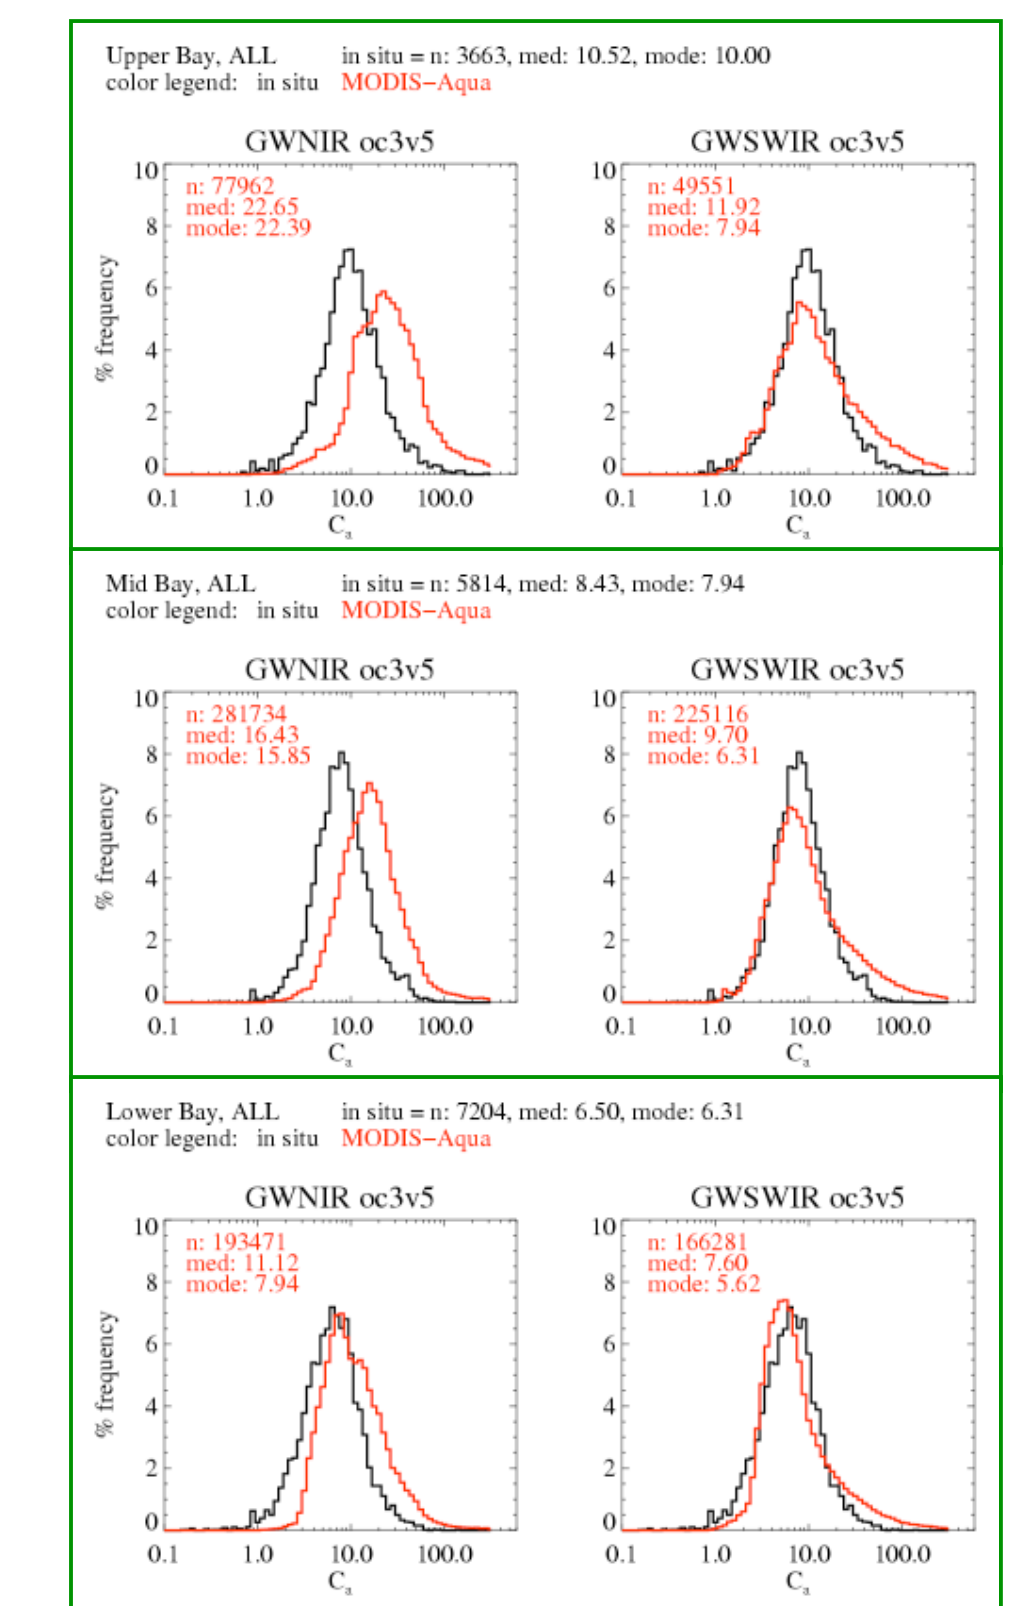 Upper Bay, ALL in situ = n: 3663, med: 10.52, mode: 10.00
color legend: in situ MODIS−Aqua
GWNIR oc3v5 GWSWIR oc3v5
n: 77962
med: 22.65
mode: 22.39
n: 49551
med: 11.92
mode: 7.94
10
8
6
4
2
0
% frequency
10
8
6
4
2
0
0.1 1.0 10.0 100.0
Ca
0.1 1.0 10.0 100.0
Ca
Mid Bay, ALL in situ = n: 5814, med: 8.43, mode: 7.94
color legend: in situ MODIS−Aqua
GWNIR oc3v5 GWSWIR oc3v5
n: 281734
med: 16.43
mode: 15.85
n: 225116
med: 9.70
mode: 6.31
10
8
6
4
2
0
% frequency
10
8
6
4
2
0
0.1 1.0 10.0 100.0
Ca
0.1 1.0 10.0 100.0
Ca
Lower Bay, ALL in situ = n: 7204, med: 6.50, mode: 6.31
color legend: in situ MODIS−Aqua
GWNIR oc3v5 GWSWIR oc3v5
n: 193471
med: 11.12
mode: 7.94
n: 166281
med: 7.60
mode: 5.62
10
8
6
4
2
0
% frequency
10
8
6
4
2
0
0.1 1.0 10.0 100.0
Ca
0.1 1.0 10.0 100.0
Ca